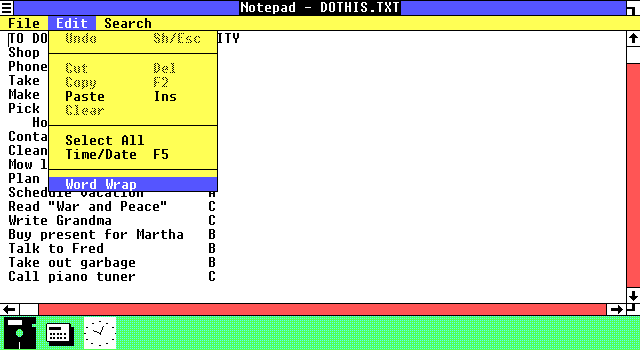 Notepad - DOTHIS.TXT
File Edit Search
TO DO ITY
Undo Sh/Esc
Shop
Phone
Cut Del
Take
Copy F2
Make
Paste Ins
Pick
Clear
Ho
Conta
Select All
Clean
Time/Date F5
Mow l
Plan
Word Wrap
Schedule vacation A
Read "War and Peace" C
Write Grandma C
Buy present for Martha B
Talk to Fred B
Take out garbage B
Call piano tuner C